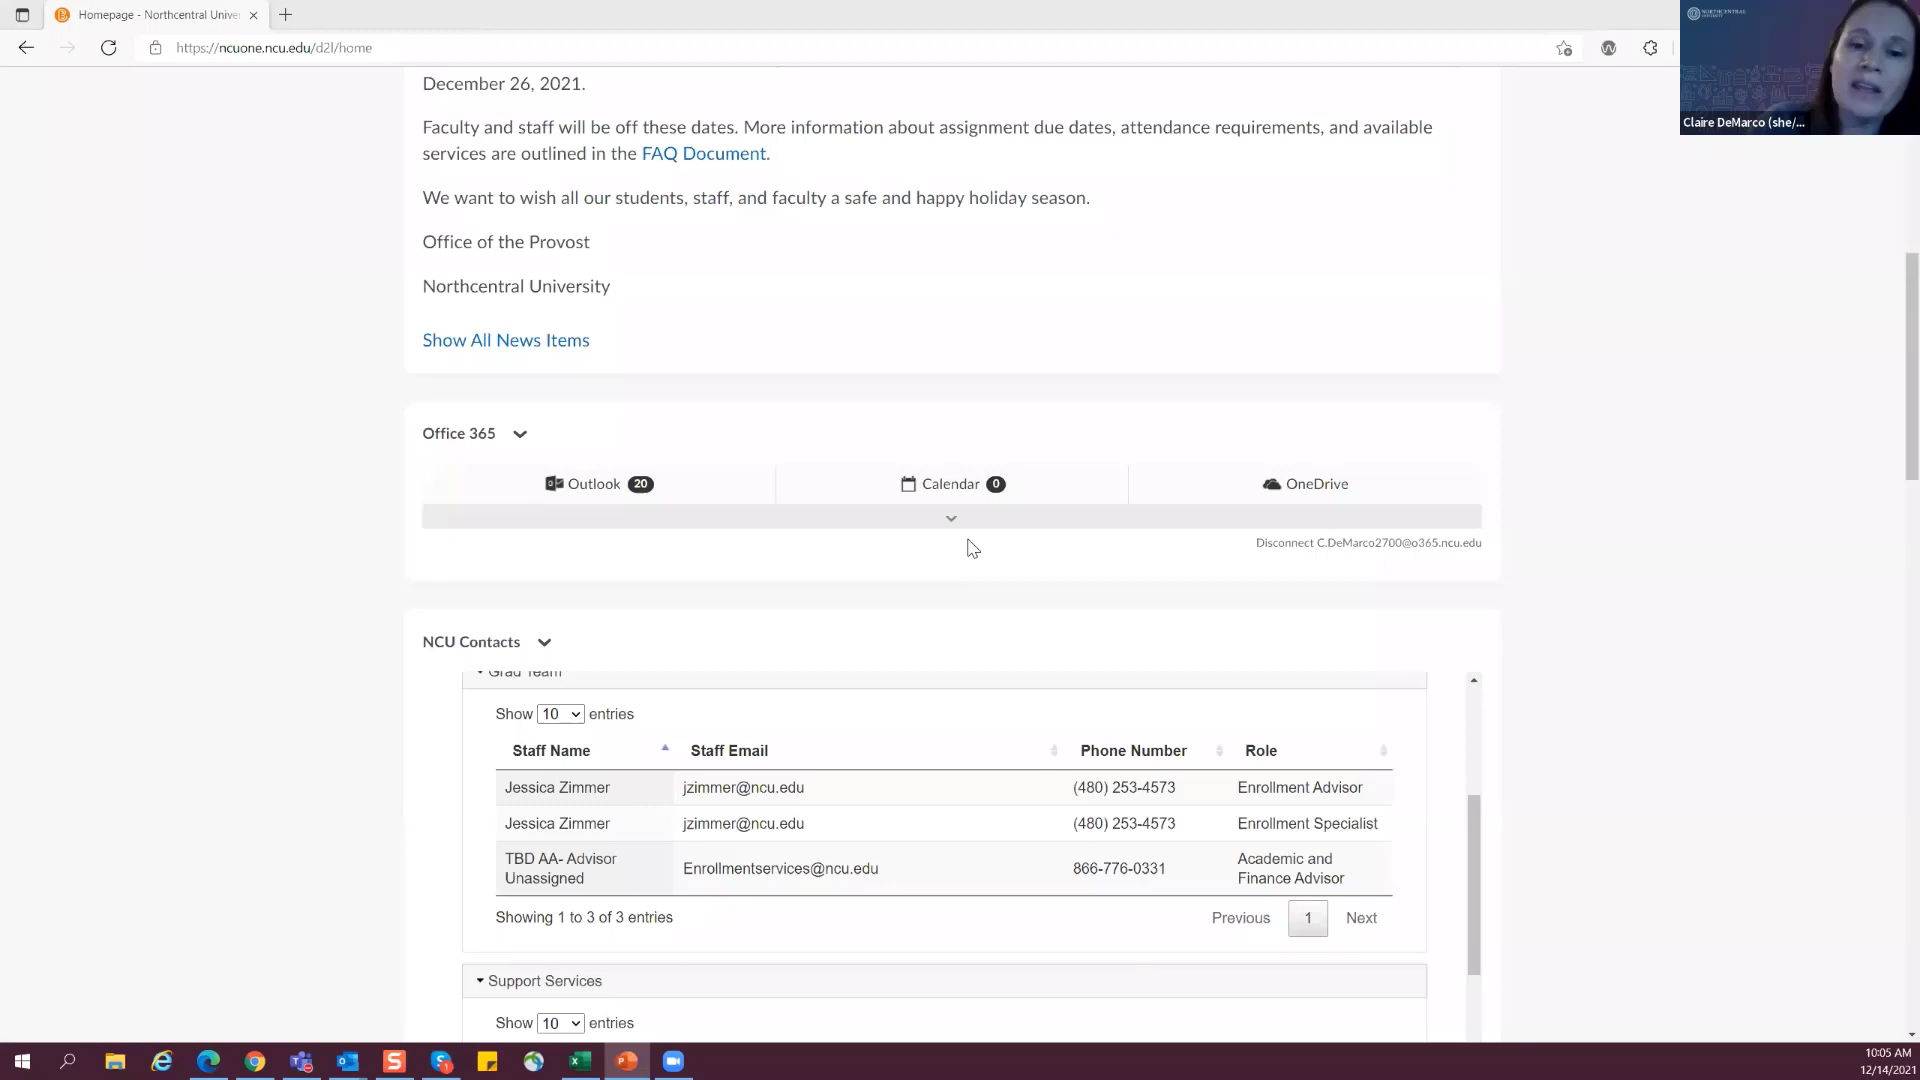 Homepage - Northcentral Unive
https://ncuone.ncu.edu/d2l/home
NORTHCENTRAL
Claire DeMarco (she/...
December 26, 2021.
Faculty and staff will be off these dates. More information about assignment due dates, attendance requirements, and available
services are outlined in the FAQ Document.
We want to wish all our students, staff, and faculty a safe and happy holiday season.
Office of the Provost
Northcentral University
Show All News Items
Office 365
Outlook 20 Calendar 0 OneDrive
Disconnect C.DeMarco2700@o365.ncu.edu
NCU Contacts
Grad Team
Show 10 entries
Staff Name Staff Email Phone Number Role
Jessica Zimmer jzimmer@ncu.edu (480) 253-4573 Enrollment Advisor
Jessica Zimmer jzimmer@ncu.edu (480) 253-4573 Enrollment Specialist
TBD AA- Advisor Unassigned Enrollmentservices@ncu.edu 866-776-0331 Academic and Finance Advisor
Showing 1 to 3 of 3 entries Previous 1 Next
Support Services
Show 10 entries
10:05 AM
12/14/2021